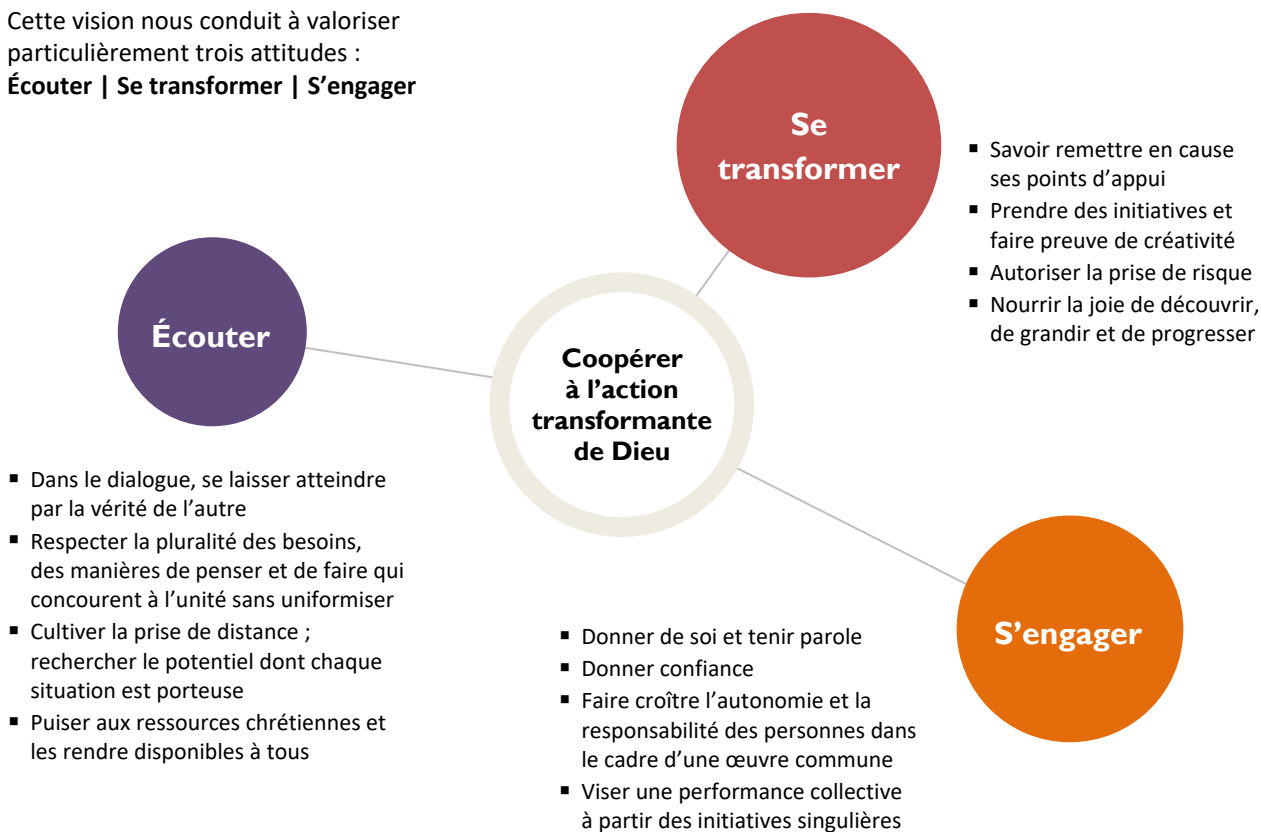 Cette vision nous conduit à valoriser
particulièrement trois attitudes :
Écouter | Se transformer | S’engager
Se
transformer
▪ Savoir remettre en cause
ses points d’appui
▪ Prendre des initiatives et
faire preuve de créativité
▪ Autoriser la prise de risque
▪ Nourrir la joie de découvrir,
de grandir et de progresser
Écouter
Coopérer
à l’action
transformante
de Dieu
▪ Dans le dialogue, se laisser atteindre
par la vérité de l’autre
▪ Respecter la pluralité des besoins,
des manières de penser et de faire qui
concourent à l’unité sans uniformiser
▪ Cultiver la prise de distance ;
rechercher le potentiel dont chaque
situation est porteuse
▪ Puiser aux ressources chrétiennes et
les rendre disponibles à tous
S’engager
▪ Donner de soi et tenir parole
▪ Donner confiance
▪ Faire croître l’autonomie et la
responsabilité des personnes dans
le cadre d’une œuvre commune
▪ Viser une performance collective
à partir des initiatives singulières